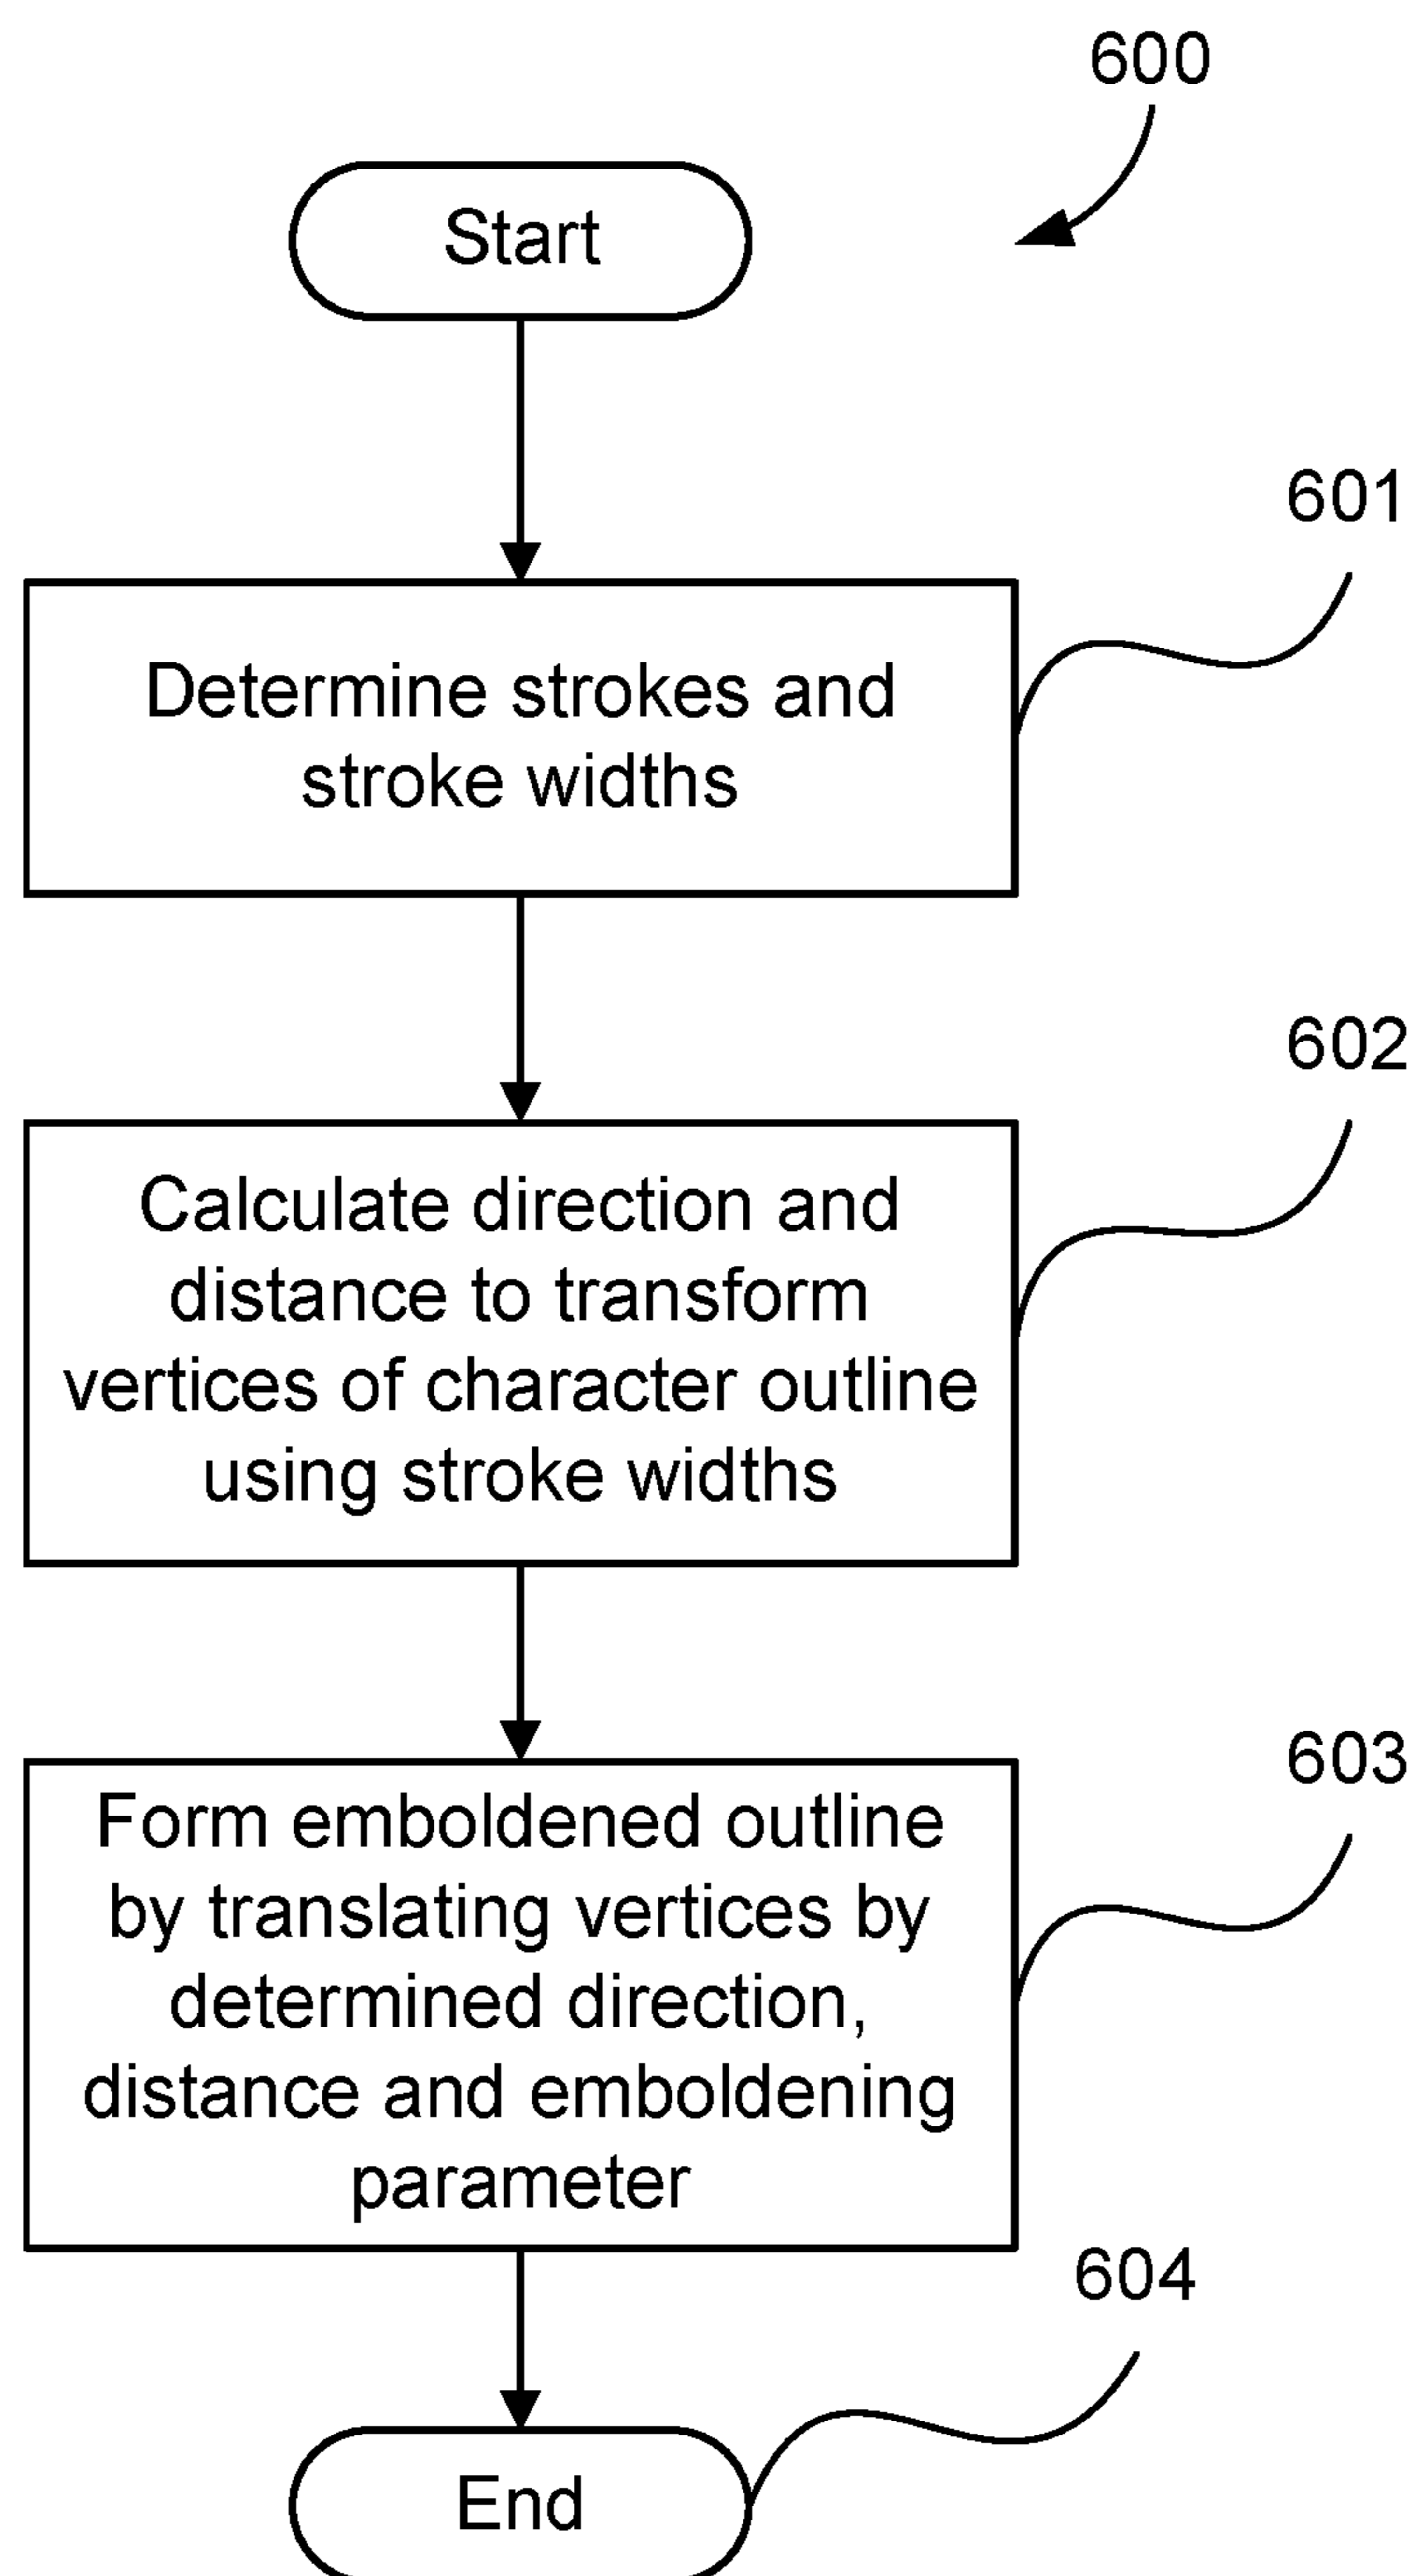 600
Start
601
Determine strokes and
stroke widths
602
Calculate direction and
distance to transform
vertices of character outline
using stroke widths
603
Form emboldened outline
by translating vertices by
determined direction,
distance and emboldening
parameter
604
End